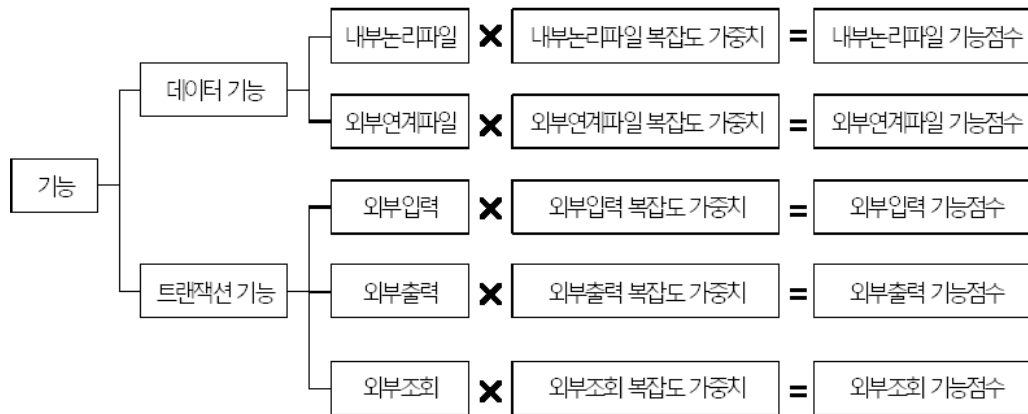 내부논리파일 × 내부논리파일 복잡도 가중치 = 내부논리파일 기능점수
데이터 기능
외부연계파일 × 외부연계파일 복잡도 가중치 = 외부연계파일 기능점수
기능
외부입력 × 외부입력 복잡도 가중치 = 외부입력 기능점수
트랜잭션 기능
외부출력 × 외부출력 복잡도 가중치 = 외부출력 기능점수
외부조회 × 외부조회 복잡도 가중치 = 외부조회 기능점수